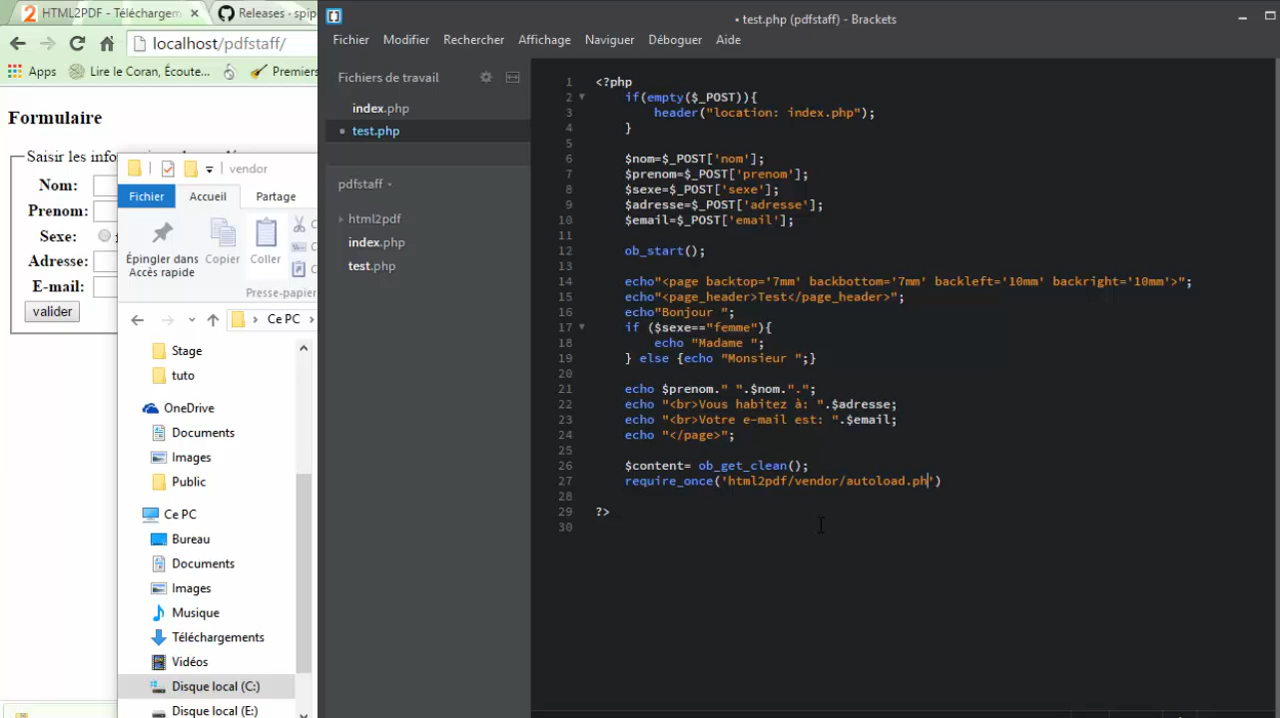 HTML2PDF - Téléchargem
Releases · spip
localhost/pdfstaff/
Apps
Lire le Coran, Écoute...
Premiers
Formulaire
Saisir les
Nom:
Prenom:
Sexe:
Adresse:
E-mail:
valider
vendor
Fichier
Accueil
Partage
Épingler dans
Accès rapide
Copier
Coller
Presse-papier
Ce PC
Stage
tuto
OneDrive
Documents
Images
Public
Ce PC
Bureau
Documents
Images
Musique
Téléchargements
Vidéos
Disque local (C:)
Disque local (E:)
• test.php (pdfstaff) - Brackets
Fichier Modifier Rechercher Affichage Naviguer Déboguer Aide
Fichiers de travail
index.php
test.php
pdfstaff
html2pdf
index.php
test.php
1 <?php
2 if(empty($_POST)){
3 header("location: index.php");
4 }
5
6 $nom=$_POST['nom'];
7 $prenom=$_POST['prenom'];
8 $sexe=$_POST['sexe'];
9 $adresse=$_POST['adresse'];
10 $email=$_POST['email'];
11
12 ob_start();
13
14 echo"<page backtop='7mm' backbottom='7mm' backleft='10mm' backright='10mm'>";
15 echo"<page_header>Test</page_header>";
16 echo"Bonjour ";
17 if ($sexe=="femme"){
18 echo "Madame ";
19 } else {echo "Monsieur ";}
20
21 echo $prenom." ".$nom.".";
22 echo "<br>Vous habitez à: ".$adresse;
23 echo "<br>Votre e-mail est: ".$email;
24 echo "</page>";
25
26 $content= ob_get_clean();
27 require_once('html2pdf/vendor/autoload.ph')
28
29 ?>
30